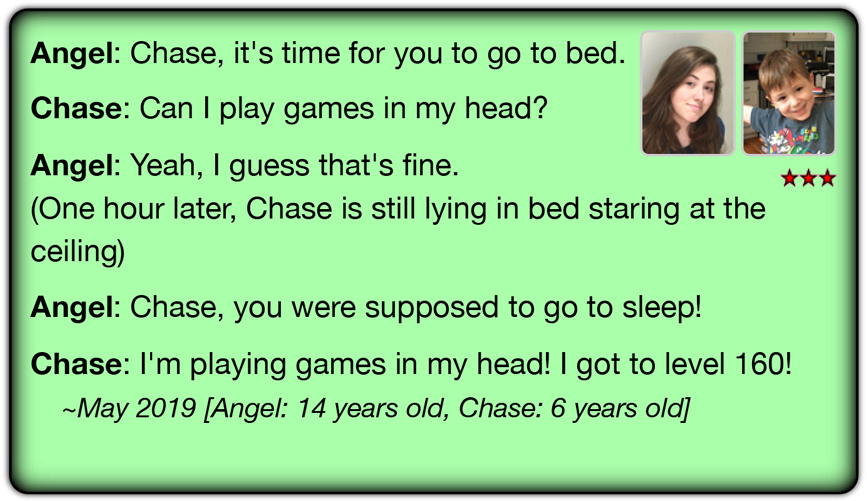 Angel: Chase, it's time for you to go to bed.
Chase: Can I play games in my head?
Angel: Yeah, I guess that's fine.
(One hour later, Chase is still lying in bed staring at the
ceiling)
Angel: Chase, you were supposed to go to sleep!
Chase: I'm playing games in my head! I got to level 160!
~May 2019 [Angel: 14 years old, Chase: 6 years old]